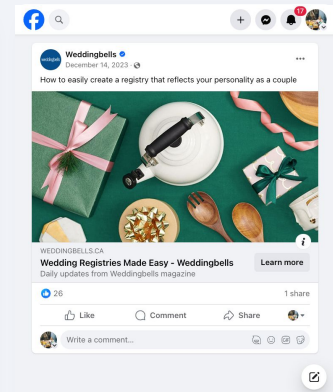 17
weddingbells
Weddingbells
December 14, 2023 ·
How to easily create a registry that reflects your personality as a couple
WEDDINGBELLS.CA
Wedding Registries Made Easy - Weddingbells
Daily updates from Weddingbells magazine
Learn more
26
1 share
Like
Comment
Share
Write a comment...